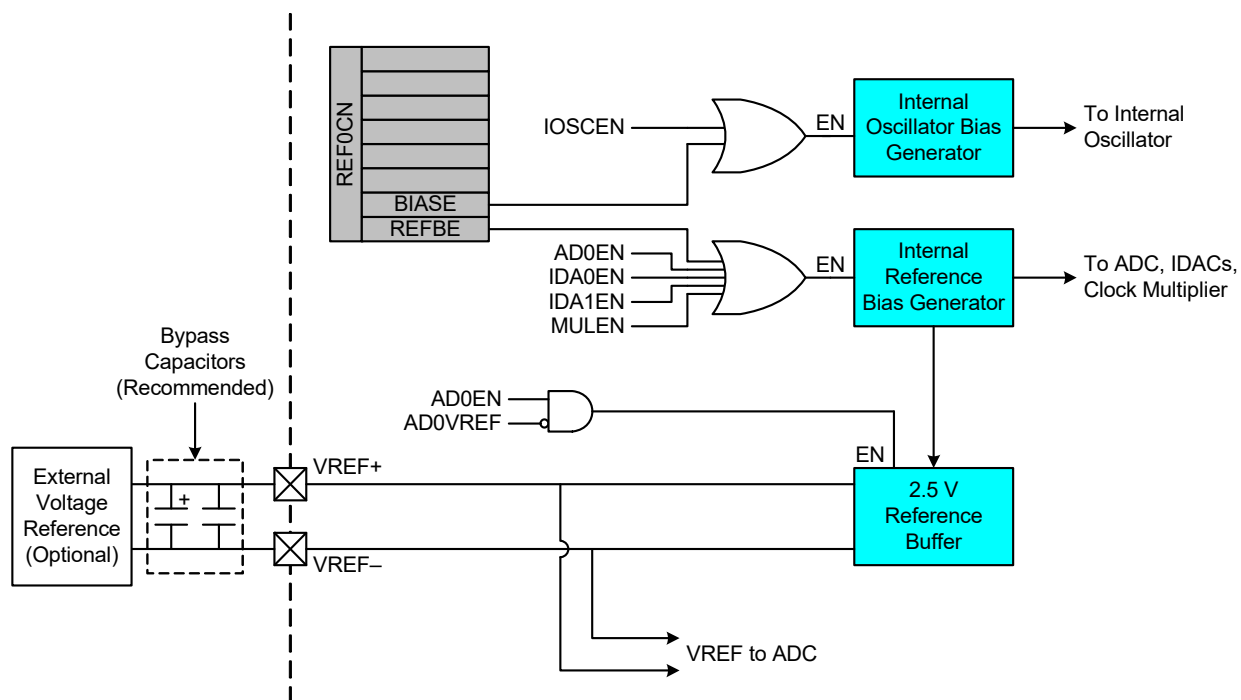 REF0CN
BIASE
REFBE
IOSCEN
EN
Internal
Oscillator Bias
Generator
To Internal
Oscillator
AD0EN
IDA0EN
IDA1EN
MULEN
EN
Internal
Reference
Bias Generator
To ADC, IDACs,
Clock Multiplier
Bypass
Capacitors
(Recommended)
AD0EN
AD0VREF
EN
External
Voltage
Reference
(Optional)
+
VREF+
VREF–
2.5 V
Reference
Buffer
VREF to ADC